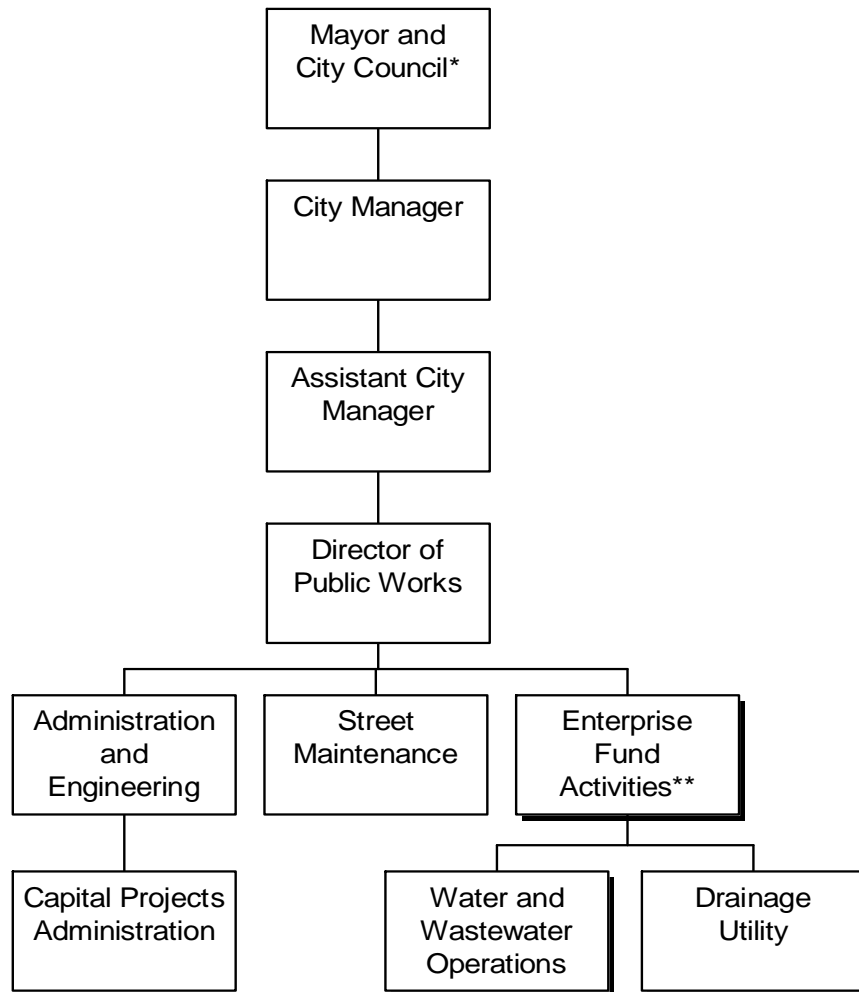 Mayor and
City Council*
City Manager
Assistant City
Manager
Director of
Public Works
Administration
and
Engineering
Street
Maintenance
Enterprise
Fund
Activities**
Capital Projects
Administration
Water and
Wastewater
Operations
Drainage
Utility